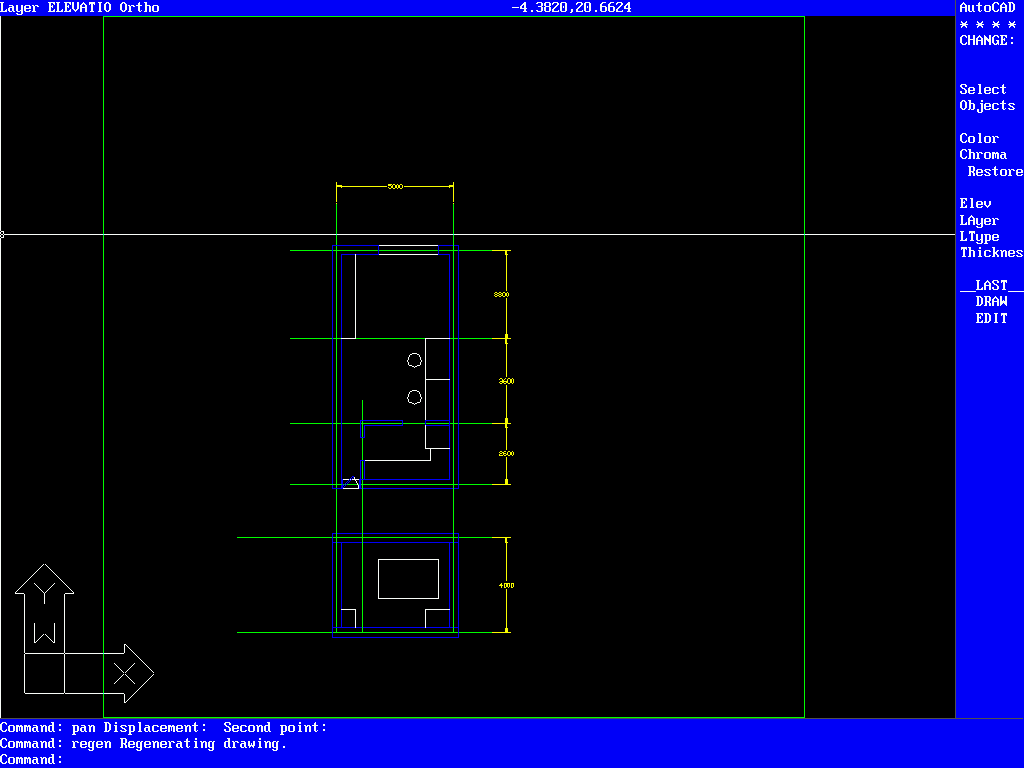 Layer ELEVATIO Ortho
-4.3820,20.6624
AutoCAD
* * * *
CHANGE:
Select
Objects
Color
Chroma
Restore
Elev
LAyer
LType
Thicknes
__LAST__
DRAW
EDIT
5000
3800
3600
2600
4000
Y
W
X
Command: pan Displacement:  Second point:
Command: regen Regenerating drawing.
Command: